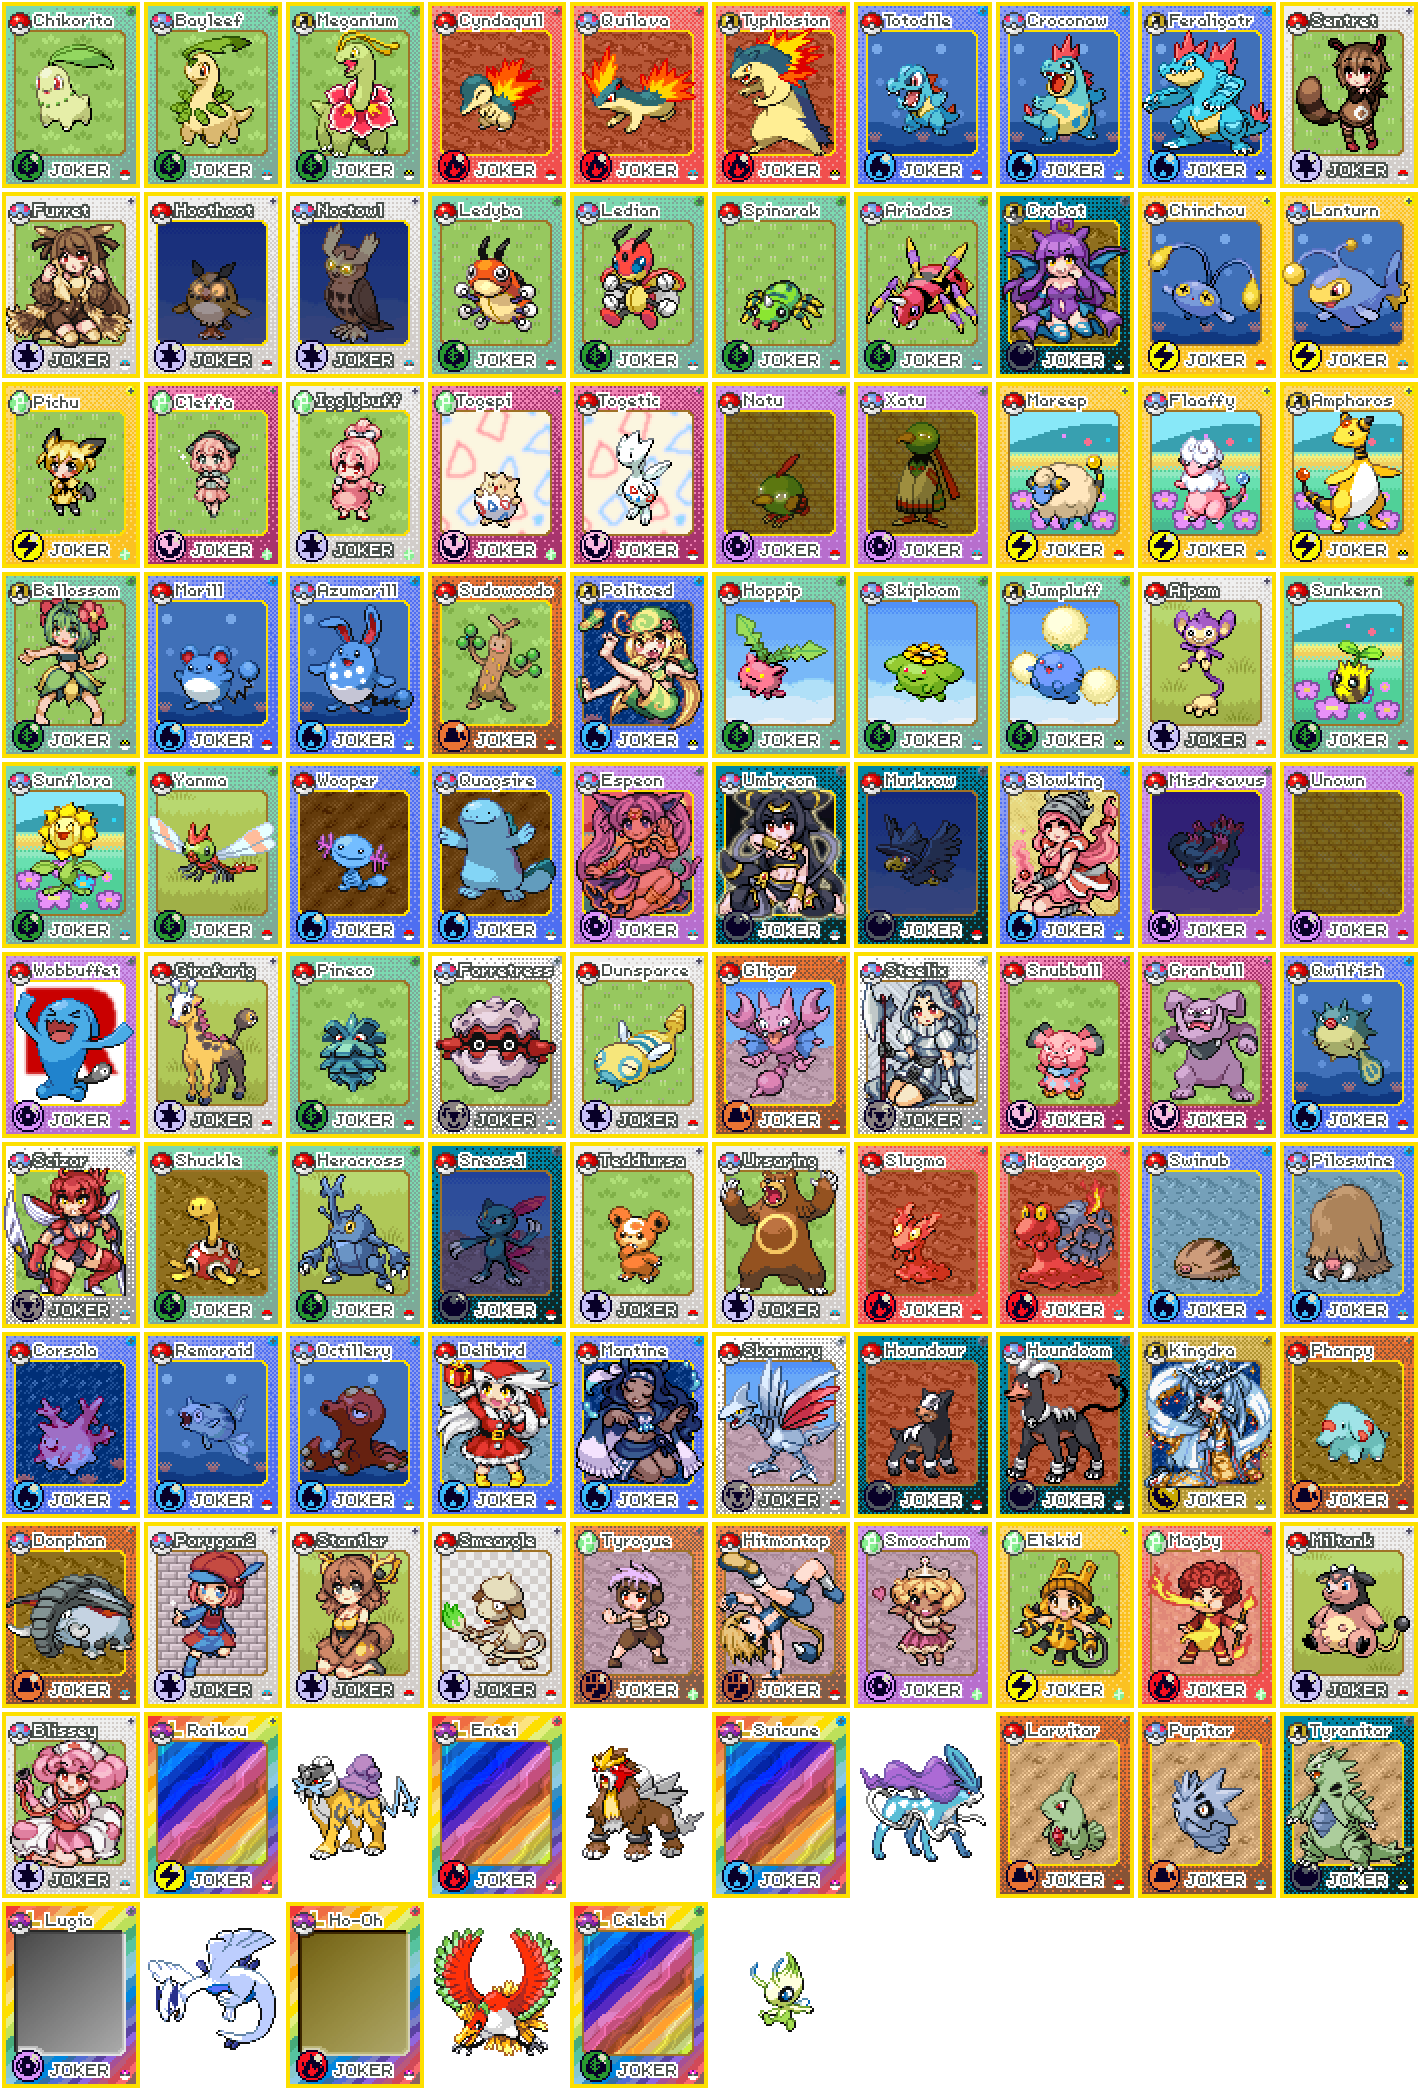 Chikorita Bayleef Meganium Cyndaquil Quilava Typhlosion Totodile Croconaw Feraligatr Sentret
JOKER JOKER JOKER JOKER JOKER JOKER JOKER JOKER JOKER JOKER
Furret Hoothoot Noctowl Ledyba Ledian Spinarak Ariados Crobat Chinchou Lanturn
JOKER JOKER JOKER JOKER JOKER JOKER JOKER JOKER JOKER JOKER
Pichu Cleffa Igglybuff Togepi Togetic Natu Xatu Mareep Flaaffy Ampharos
JOKER JOKER JOKER JOKER JOKER JOKER JOKER JOKER JOKER JOKER
Bellossom Marill Azumarill Sudowoodo Politoed Hoppip Skiploom Jumpluff Aipom Sunkern
JOKER JOKER JOKER JOKER JOKER JOKER JOKER JOKER JOKER JOKER
Sunflora Yanma Wooper Quagsire Espeon Umbreon Murkrow Slowking Misdreavus Unown
JOKER JOKER JOKER JOKER JOKER JOKER JOKER JOKER JOKER JOKER
Wobbuffet Girafarig Pineco Forretress Dunsparce Gligar Steelix Snubbull Granbull Qwilfish
JOKER JOKER JOKER JOKER JOKER JOKER JOKER JOKER JOKER JOKER
Scizor Shuckle Heracross Sneasel Teddiursa Ursaring Slugma Magcargo Swinub Piloswine
JOKER JOKER JOKER JOKER JOKER JOKER JOKER JOKER JOKER JOKER
Corsola Remoraid Octillery Delibird Mantine Skarmory Houndour Houndoom Kingdra Phanpy
JOKER JOKER JOKER JOKER JOKER JOKER JOKER JOKER JOKER JOKER
Donphan Porygon2 Stantler Smeargle Tyrogue Hitmontop Smoochum Elekid Magby Miltank
JOKER JOKER JOKER JOKER JOKER JOKER JOKER JOKER JOKER JOKER
Blissey Raikou Entei Suicune Larvitar Pupitar Tyranitar
JOKER JOKER JOKER JOKER JOKER JOKER JOKER
Lugia Ho-Oh Celebi
JOKER JOKER JOKER